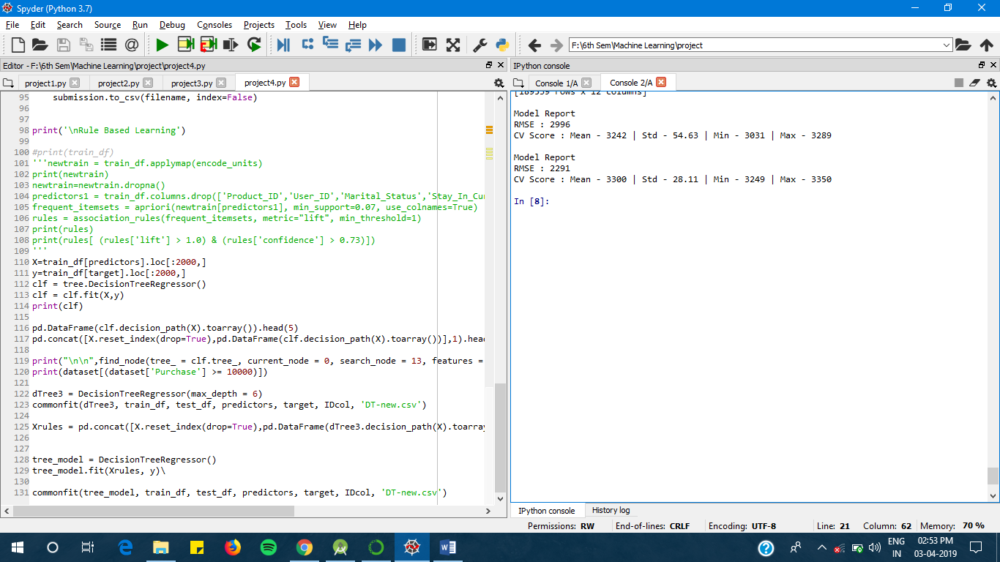 Spyder (Python 3.7)
File Edit Search Source Run Debug Consoles Projects Tools View Help
F:\6th Sem\Machine Learning\project
Editor - F:\6th Sem\Machine Learning\project\project4.py
project1.py project2.py project3.py project4.py
95 submission.to_csv(filename, index=False)
96
97
98 print('\nRule Based Learning')
99
100 #print(train_df)
101 '''newtrain = train_df.applymap(encode_units)
102 print(newtrain)
103 newtrain=newtrain.dropna()
104 predictors1 = train_df.columns.drop(['Product_ID','User_ID','Marital_Status','Stay_In_Cu
105 frequent_itemsets = apriori(newtrain[predictors1], min_support=0.07, use_colnames=True)
106 rules = association_rules(frequent_itemsets, metric="lift", min_threshold=1)
107 print(rules)
108 print(rules[ (rules['lift'] > 1.0) & (rules['confidence'] > 0.73)])
109 '''
110 X=train_df[predictors].loc[:2000,]
111 y=train_df[target].loc[:2000,]
112 clf = tree.DecisionTreeRegressor()
113 clf = clf.fit(X,y)
114 print(clf)
115
116 pd.DataFrame(clf.decision_path(X).toarray()).head(5)
117 pd.concat([X.reset_index(drop=True),pd.DataFrame(clf.decision_path(X).toarray())],1).hea
118
119 print("\n\n",find_node(tree_ = clf.tree_, current_node = 0, search_node = 13, features =
120 print(dataset[(dataset['Purchase'] >= 10000)])
121
122 dTree3 = DecisionTreeRegressor(max_depth = 6)
123 commonfit(dTree3, train_df, test_df, predictors, target, IDcol, 'DT-new.csv')
124
125 Xrules = pd.concat([X.reset_index(drop=True),pd.DataFrame(dTree3.decision_path(X).toarray
126
127
128 tree_model = DecisionTreeRegressor()
129 tree_model.fit(Xrules, y)\
130
131 commonfit(tree_model, train_df, test_df, predictors, target, IDcol, 'DT-new.csv')
IPython console
Console 1/A Console 2/A
[189559 rows x 12 columns]
Model Report
RMSE : 2996
CV Score : Mean - 3242 | Std - 54.63 | Min - 3031 | Max - 3289
Model Report
RMSE : 2291
CV Score : Mean - 3300 | Std - 28.11 | Min - 3249 | Max - 3350
In [8]:
IPython console History log
Permissions: RW End-of-lines: CRLF Encoding: UTF-8 Line: 21 Column: 62 Memory: 70 %
ENG
IN
02:53 PM
03-04-2019